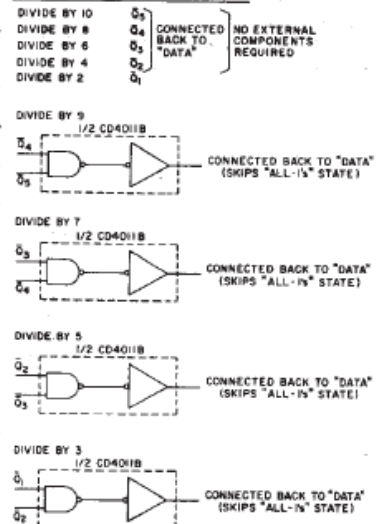 DIVIDE BY 10 Q̄5
DIVIDE BY 8 Q̄4 CONNECTED NO EXTERNAL
DIVIDE BY 6 Q̄3 BACK TO COMPONENTS
DIVIDE BY 4 Q̄2 "DATA" REQUIRED
DIVIDE BY 2 Q̄1
DIVIDE BY 9
1/2 CD4011B
Q̄4
Q̄5
CONNECTED BACK TO "DATA"
(SKIPS "ALL-1's" STATE)
DIVIDE BY 7
1/2 CD4011B
Q̄3
Q̄4
CONNECTED BACK TO "DATA"
(SKIPS "ALL-1's" STATE)
DIVIDE BY 5
1/2 CD4011B
Q̄2
Q̄3
CONNECTED BACK TO "DATA"
(SKIPS "ALL-1's" STATE)
DIVIDE BY 3
1/2 CD4011B
Q̄1
Q̄2
CONNECTED BACK TO "DATA"
(SKIPS "ALL-1's" STATE)